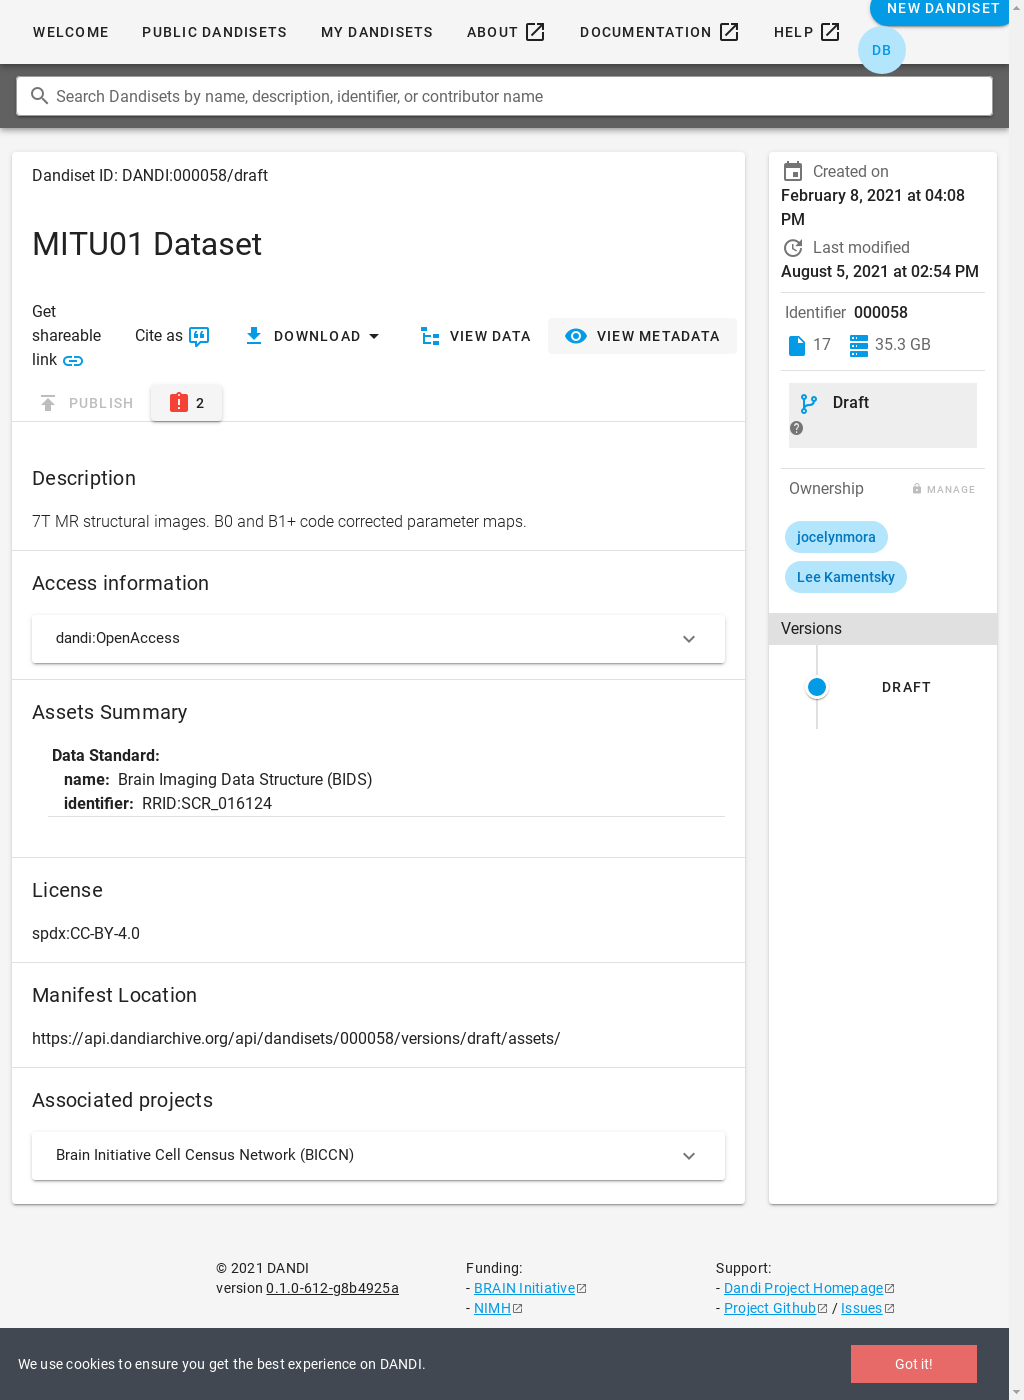 WELCOME
PUBLIC DANDISETS
MY DANDISETS
ABOUT
DOCUMENTATION
HELP
NEW DANDISET
DB
Search Dandisets by name, description, identifier, or contributor name
Dandiset ID: DANDI:000058/draft
MITU01 Dataset
Get
shareable
link
Cite as
DOWNLOAD
VIEW DATA
VIEW METADATA
PUBLISH
2
Description
7T MR structural images. B0 and B1+ code corrected parameter maps.
Access information
dandi:OpenAccess
Assets Summary
Data Standard:
name: Brain Imaging Data Structure (BIDS)
identifier: RRID:SCR_016124
License
spdx:CC-BY-4.0
Manifest Location
https://api.dandiarchive.org/api/dandisets/000058/versions/draft/assets/
Associated projects
Brain Initiative Cell Census Network (BICCN)
Created on
February 8, 2021 at 04:08
PM
Last modified
August 5, 2021 at 02:54 PM
Identifier 000058
17
35.3 GB
Draft
Ownership
MANAGE
jocelynmora
Lee Kamentsky
Versions
DRAFT
© 2021 DANDI
version 0.1.0-612-g8b4925a
Funding:
- BRAIN Initiative
- NIMH
Support:
- Dandi Project Homepage
- Project Github / Issues
We use cookies to ensure you get the best experience on DANDI.
Got it!